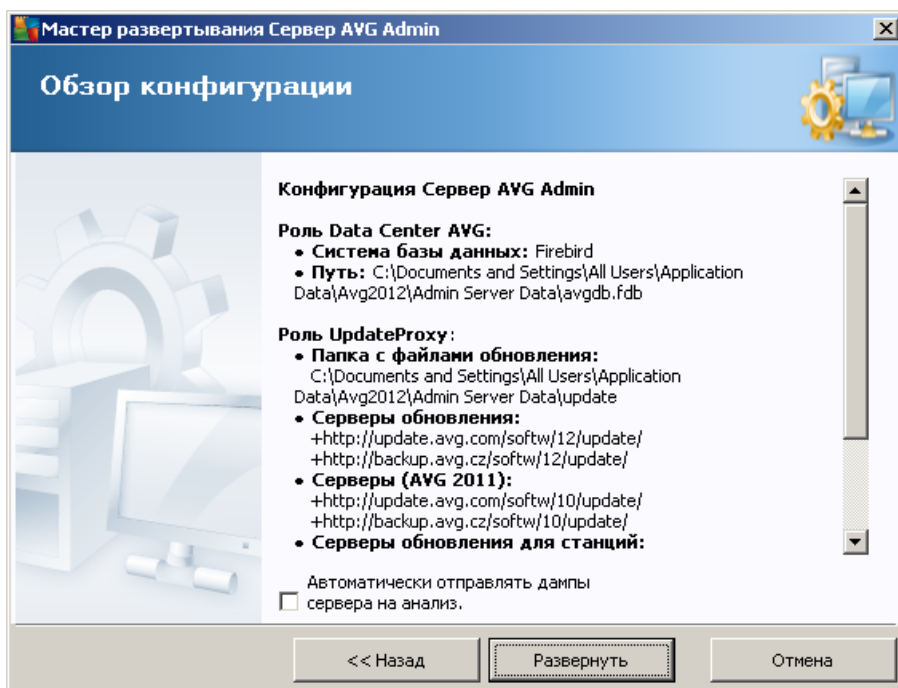 Мастер развертывания Сервер AVG Admin
Обзор конфигурации
Конфигурация Сервер AVG Admin
Роль Data Center AVG:
• Система базы данных: Firebird
• Путь: C:\Documents and Settings\All Users\Application
Data\Avg2012\Admin Server Data\avgdb.fdb
Роль UpdateProxy:
• Папка с файлами обновления:
C:\Documents and Settings\All Users\Application
Data\Avg2012\Admin Server Data\update
• Серверы обновления:
+http://update.avg.com/softw/12/update/
+http://backup.avg.cz/softw/12/update/
• Серверы (AVG 2011):
+http://update.avg.com/softw/10/update/
+http://backup.avg.cz/softw/10/update/
• Серверы обновления для станций:
Автоматически отправлять дампы
сервера на анализ.
<< Назад
Развернуть
Отмена